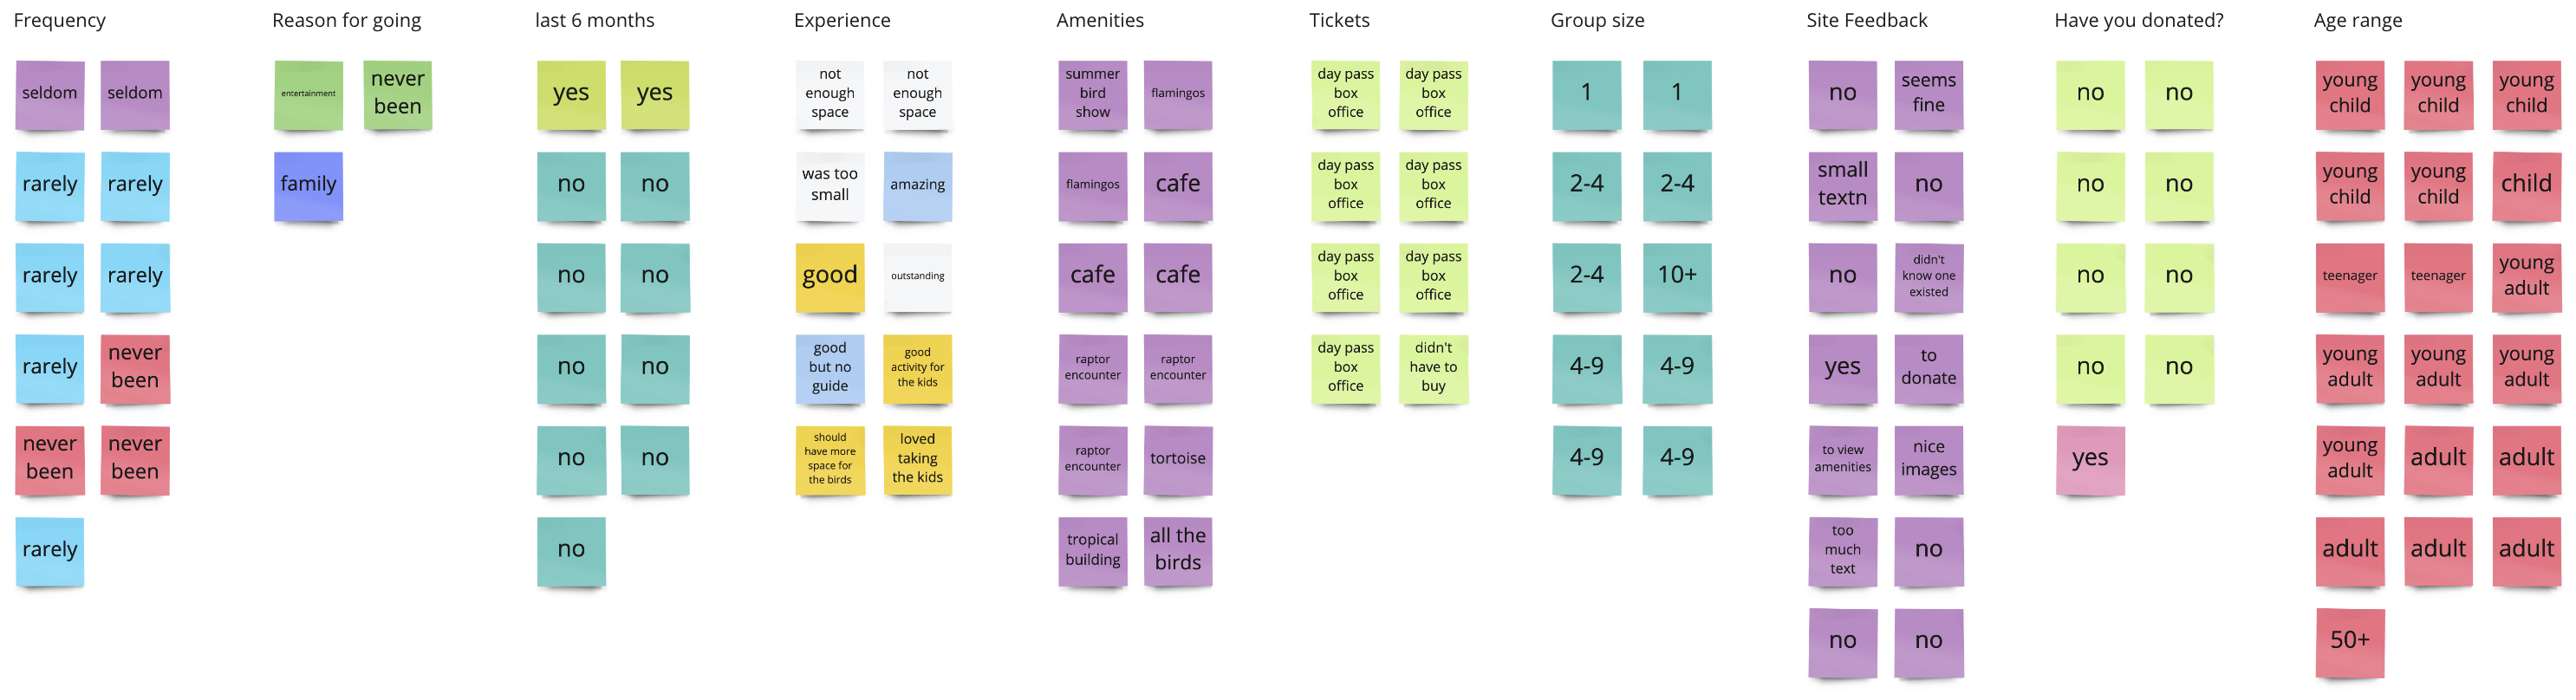 Frequency
seldom
seldom
rarely
rarely
rarely
rarely
rarely
never
been
never
been
never
been
rarely
Reason for going
entertainment
never
been
family
last 6 months
yes
yes
no
no
no
no
no
no
no
no
no
Experience
not
enough
space
not
enough
space
was too
small
amazing
good
outstanding
good
but no
guide
good
activity for
the kids
should
have more
space for
the birds
loved
taking
the kids
Amenities
summer
bird
show
flamingos
flamingos
cafe
cafe
cafe
raptor
encounter
raptor
encounter
raptor
encounter
tortoise
tropical
building
all the
birds
Tickets
day pass
box
office
day pass
box
office
day pass
box
office
day pass
box
office
day pass
box
office
day pass
box
office
day pass
box
office
didn't
have to
buy
Group size
1
1
2-4
2-4
2-4
10+
4-9
4-9
4-9
4-9
Site Feedback
no
seems
fine
small
textn
no
no
didn't
know one
existed
yes
to
donate
to view
amenities
nice
images
too
much
text
no
no
no
Have you donated?
no
no
no
no
no
no
no
no
yes
Age range
young
child
young
child
young
child
young
child
young
child
child
teenager
teenager
young
adult
young
adult
young
adult
young
adult
young
adult
adult
adult
adult
adult
adult
50+